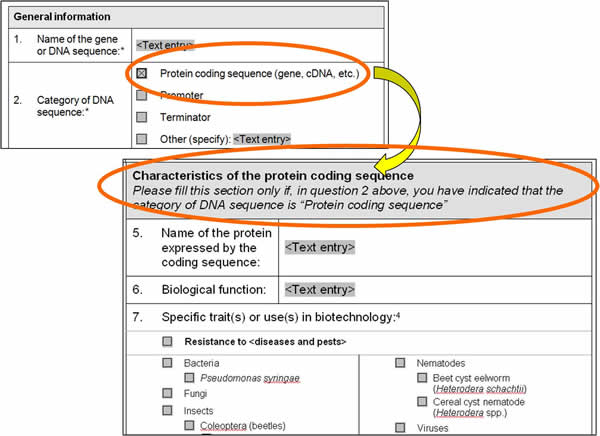 General information
1. Name of the gene
or DNA sequence:*
<Text entry>
2. Category of DNA
sequence:*
Protein coding sequence (gene, cDNA, etc.)
Promoter
Terminator
Other (specify): <Text entry>
Characteristics of the protein coding sequence
Please fill this section only if, in question 2 above, you have indicated that the
category of DNA sequence is “Protein coding sequence”
5. Name of the protein
expressed by the
coding sequence:
<Text entry>
6. Biological function: <Text entry>
7. Specific trait(s) or use(s) in biotechnology:4
Resistance to <diseases and pests>
Bacteria
Pseudomonas syringae
Fungi
Insects
Coleoptera (beetles)
Nematodes
Beet cyst eelworm
(Heterodera schachtii)
Cereal cyst nematode
(Heterodera spp.)
Viruses